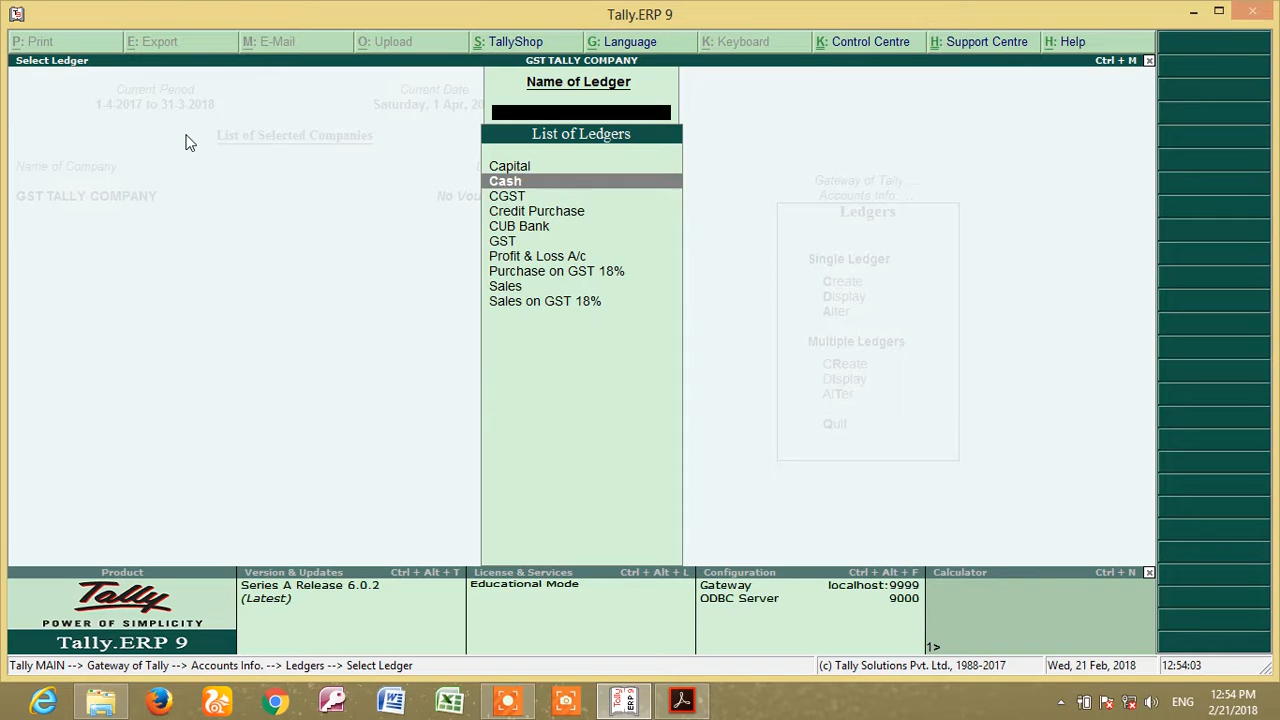 Tally.ERP 9
P: Print E: Export M: E-Mail O: Upload S: TallyShop G: Language K: Keyboard K: Control Centre H: Support Centre H: Help
Select Ledger GST TALLY COMPANY Ctrl + M
Name of Ledger
Current Period Current Date
1-4-2017 to 31-3-2018 Saturday, 1 Apr, 20
List of Selected Companies
Name of Company
GST TALLY COMPANY No Vou
List of Ledgers
Capital
Cash
CGST
Credit Purchase
CUB Bank
GST
Profit & Loss A/c
Purchase on GST 18%
Sales
Sales on GST 18%
Gateway of Tally ...
Accounts Info. ...
Ledgers
Single Ledger
Create
Display
Alter
Multiple Ledgers
CReate
DIsplay
AlTer
Quit
Product Version & Updates Ctrl + Alt + T License & Services Ctrl + Alt + L Configuration Ctrl + Alt + F Calculator Ctrl + N
Tally
POWER OF SIMPLICITY
Tally.ERP 9
Series A Release 6.0.2
(Latest)
Educational Mode
Gateway localhost:9999
ODBC Server 9000
1>
Tally MAIN --> Gateway of Tally --> Accounts Info. --> Ledgers --> Select Ledger (c) Tally Solutions Pvt. Ltd., 1988-2017 Wed, 21 Feb, 2018 12:54:03
ENG
12:54 PM
2/21/2018